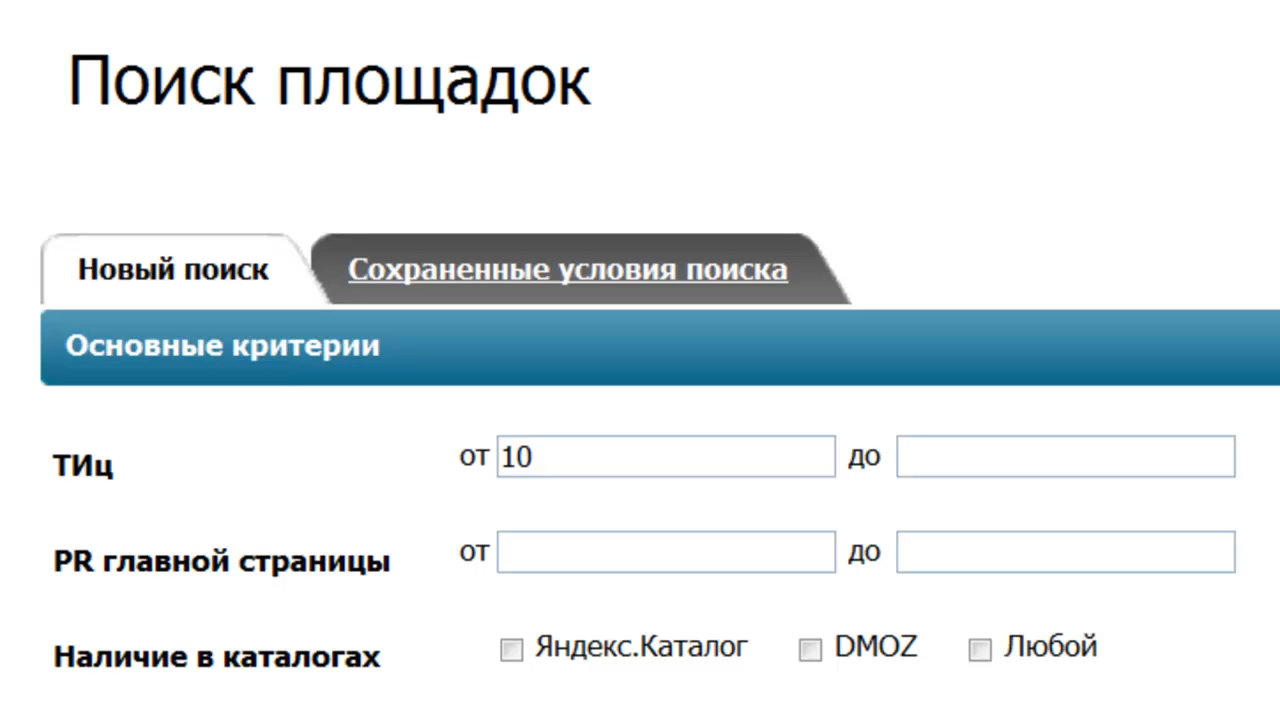 Поиск площадок
Новый поиск Сохраненные условия поиска
Основные критерии
ТИц от 10 до
PR главной страницы от до
Наличие в каталогах Яндекс.Каталог DMOZ Любой